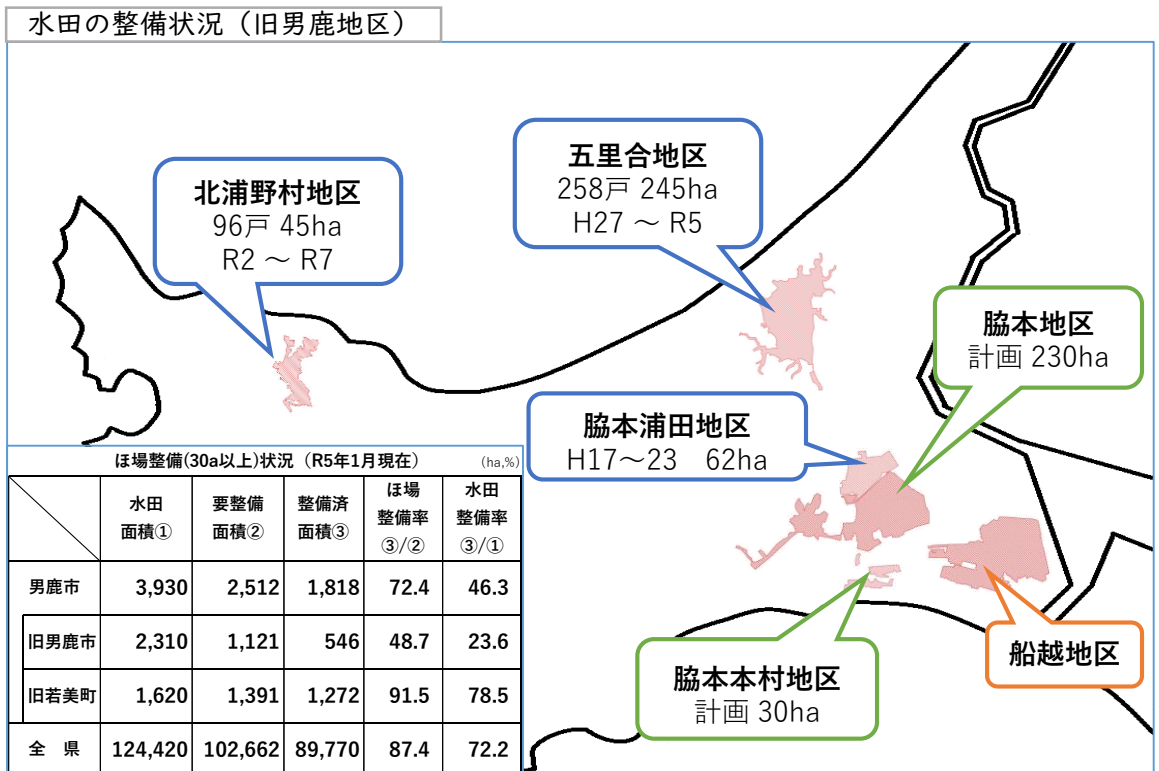 水田の整備状況（旧男鹿地区）
北浦野村地区
96戸 45ha
R2 ～ R7
五里合地区
258戸 245ha
H27 ～ R5
脇本地区
計画 230ha
脇本浦田地区
H17～23 62ha
船越地区
脇本本村地区
計画 30ha
ほ場整備(30a以上)状況（R5年1月現在） (ha,%)
水田面積① 要整備面積② 整備済面積③ ほ場整備率③/② 水田整備率③/①
男鹿市 3,930 2,512 1,818 72.4 46.3
旧男鹿市 2,310 1,121 546 48.7 23.6
旧若美町 1,620 1,391 1,272 91.5 78.5
全 県 124,420 102,662 89,770 87.4 72.2